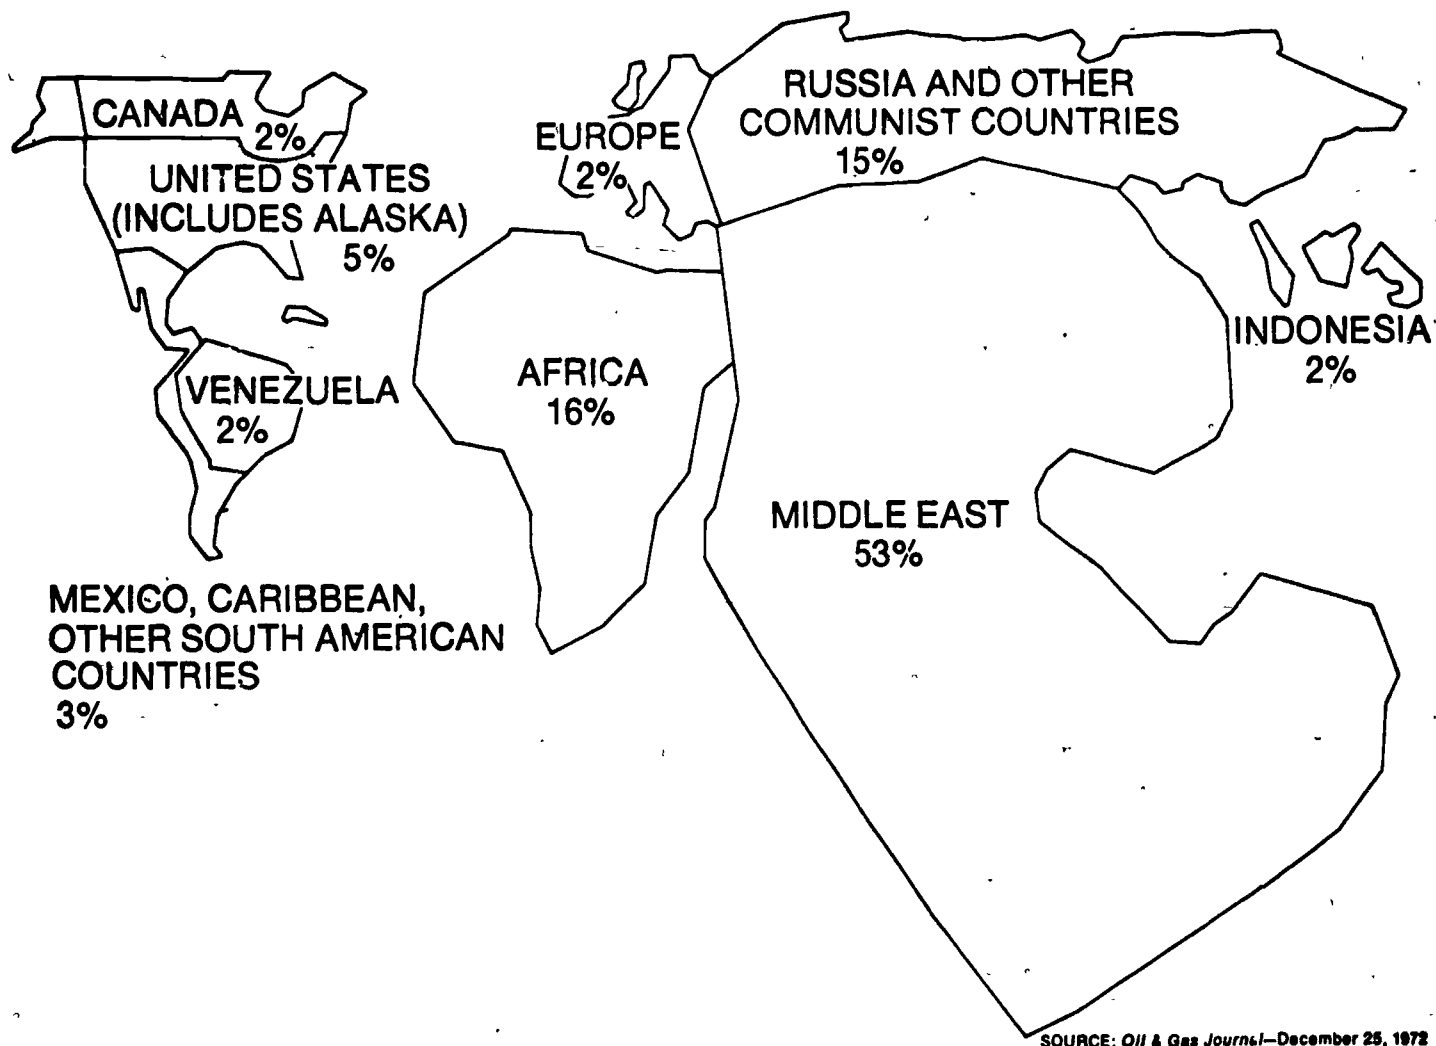 CANADA
2%
UNITED STATES
(INCLUDES ALASKA)
5%
VENEZUELA
2%
MEXICO, CARIBBEAN,
OTHER SOUTH AMERICAN
COUNTRIES
3%
EUROPE
2%
AFRICA
16%
RUSSIA AND OTHER
COMMUNIST COUNTRIES
15%
MIDDLE EAST
53%
INDONESIA
2%
SOURCE: Oil & Gas Journal—December 25, 1972